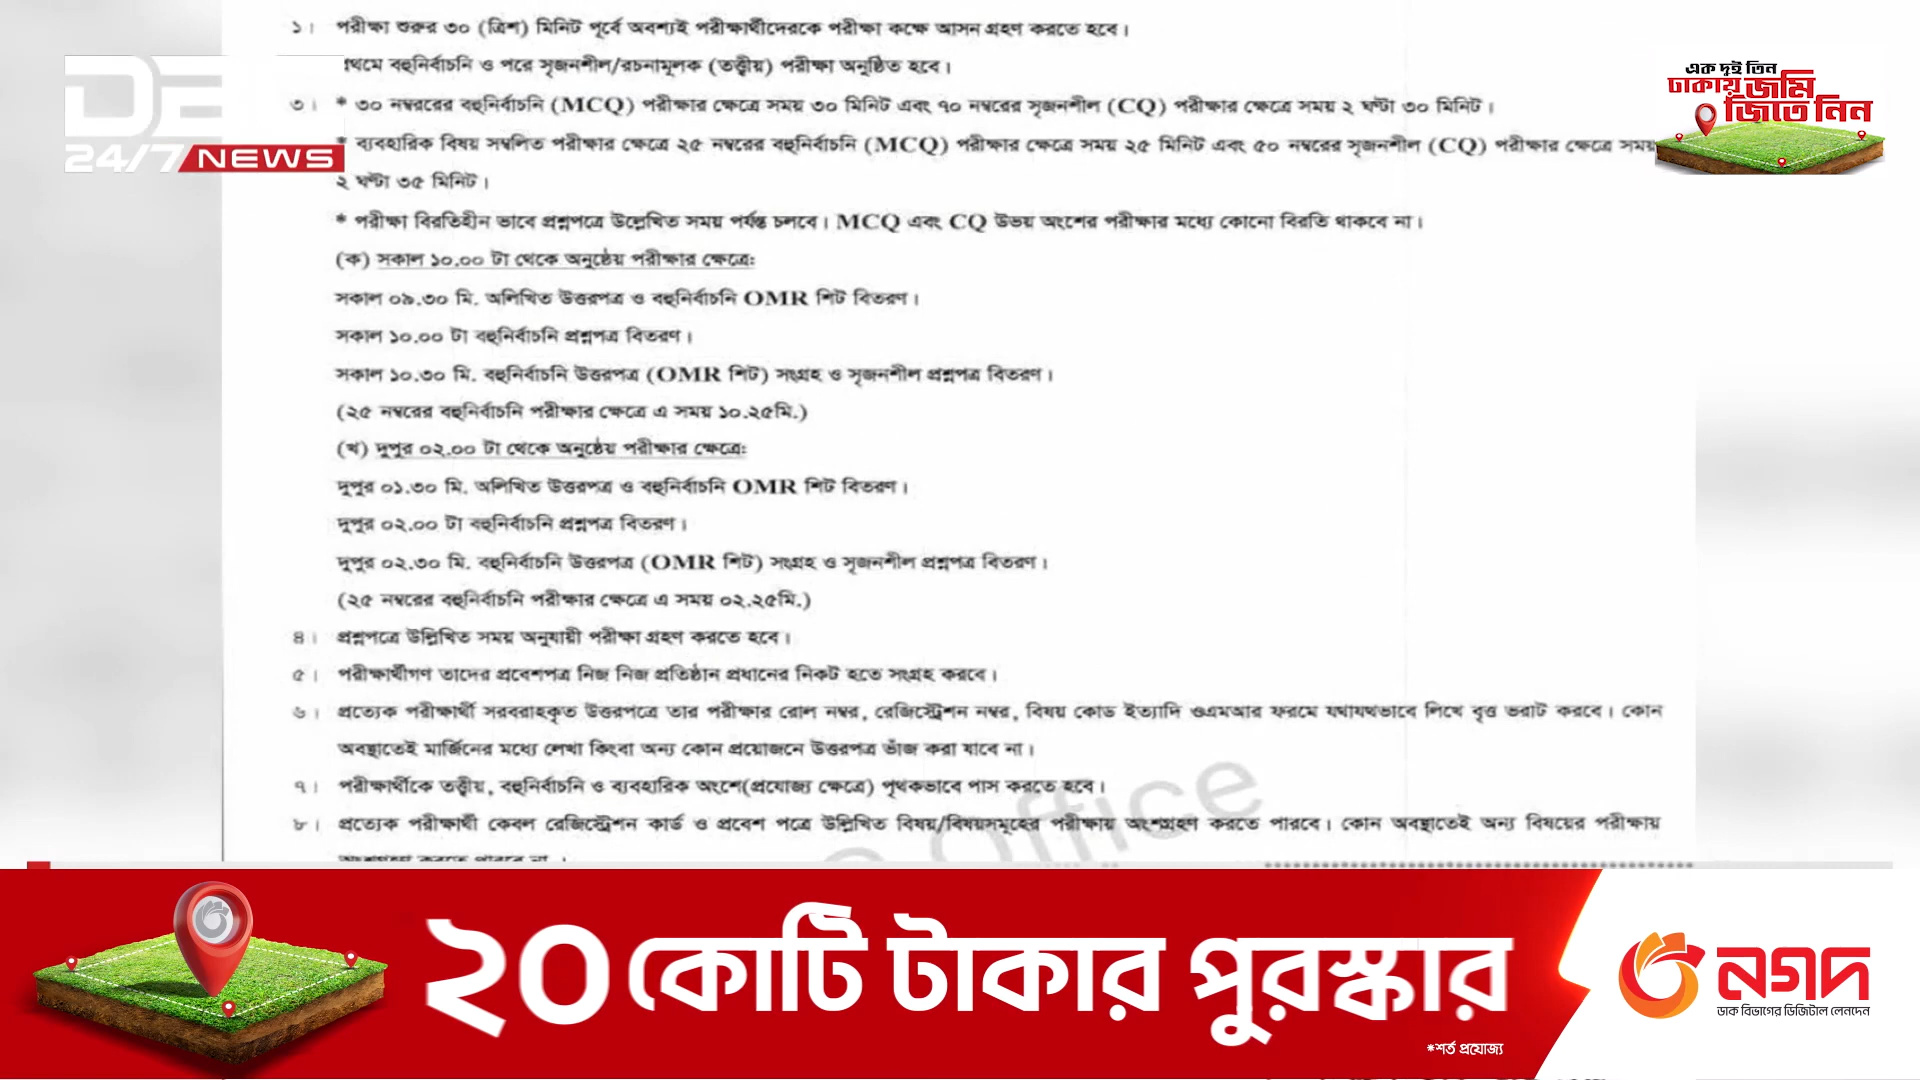 ১। পরীক্ষা শুরুর ৩০ (ত্রিশ) মিনিট পূর্বে অবশ্যই পরীক্ষার্থীদেরকে পরীক্ষা কক্ষে আসন গ্রহণ করতে হবে।
থমে বহুনির্বাচনি ও পরে সৃজনশীল/রচনামূলক (তত্ত্বীয়) পরীক্ষা অনুষ্ঠিত হবে।
৩। * ৩০ নম্বররের বহুনির্বাচনি (MCQ) পরীক্ষার ক্ষেত্রে সময় ৩০ মিনিট এবং ৭০ নম্বরের সৃজনশীল (CQ) পরীক্ষার ক্ষেত্রে সময় ২ ঘণ্টা ৩০ মিনিট।
* ব্যবহারিক বিষয় সম্বলিত পরীক্ষার ক্ষেত্রে ২৫ নম্বরের বহুনির্বাচনি (MCQ) পরীক্ষার ক্ষেত্রে সময় ২৫ মিনিট এবং ৫০ নম্বরের সৃজনশীল (CQ) পরীক্ষার ক্ষেত্রে সময়
২ ঘণ্টা ৩৫ মিনিট।
* পরীক্ষা বিরতিহীন ভাবে প্রশ্নপত্রে উল্লেখিত সময় পর্যন্ত চলবে। MCQ এবং CQ উভয় অংশের পরীক্ষার মধ্যে কোনো বিরতি থাকবে না।
(ক) সকাল ১০.০০ টা থেকে অনুষ্ঠেয় পরীক্ষার ক্ষেত্রে:
সকাল ০৯.৩০ মি. অলিখিত উত্তরপত্র ও বহুনির্বাচনি OMR শিট বিতরণ।
সকাল ১০.০০ টা বহুনির্বাচনি প্রশ্নপত্র বিতরণ।
সকাল ১০.৩০ মি. বহুনির্বাচনি উত্তরপত্র (OMR শিট) সংগ্রহ ও সৃজনশীল প্রশ্নপত্র বিতরণ।
(২৫ নম্বরের বহুনির্বাচনি পরীক্ষার ক্ষেত্রে এ সময় ১০.২৫মি.)
(খ) দুপুর ০২.০০ টা থেকে অনুষ্ঠেয় পরীক্ষার ক্ষেত্রে:
দুপুর ০১.৩০ মি. অলিখিত উত্তরপত্র ও বহুনির্বাচনি OMR শিট বিতরণ।
দুপুর ০২.০০ টা বহুনির্বাচনি প্রশ্নপত্র বিতরণ।
দুপুর ০২.৩০ মি. বহুনির্বাচনি উত্তরপত্র (OMR শিট) সংগ্রহ ও সৃজনশীল প্রশ্নপত্র বিতরণ।
(২৫ নম্বরের বহুনির্বাচনি পরীক্ষার ক্ষেত্রে এ সময় ০২.২৫মি.)
৪। প্রশ্নপত্রে উল্লিখিত সময় অনুযায়ী পরীক্ষা গ্রহণ করতে হবে।
৫। পরীক্ষার্থীগণ তাদের প্রবেশপত্র নিজ নিজ প্রতিষ্ঠান প্রধানের নিকট হতে সংগ্রহ করবে।
৬। প্রত্যেক পরীক্ষার্থী সরবরাহকৃত উত্তরপত্রে তার পরীক্ষার রোল নম্বর, রেজিস্ট্রেশন নম্বর, বিষয় কোড ইত্যাদি ওএমআর ফরমে যথাযথভাবে লিখে বৃত্ত ভরাট করবে। কোন
অবস্থাতেই মার্জিনের মধ্যে লেখা কিংবা অন্য কোন প্রয়োজনে উত্তরপত্র ভাঁজ করা যাবে না।
৭। পরীক্ষার্থীকে তত্ত্বীয়, বহুনির্বাচনি ও ব্যবহারিক অংশে(প্রযোজ্য ক্ষেত্রে) পৃথকভাবে পাস করতে হবে।
৮। প্রত্যেক পরীক্ষার্থী কেবল রেজিস্ট্রেশন কার্ড ও প্রবেশ পত্রে উল্লিখিত বিষয়/বিষয়সমূহের পরীক্ষায় অংশগ্রহণ করতে পারবে। কোন অবস্থাতেই অন্য বিষয়ের পরীক্ষায়
অংশগ্রহণ করতে পারবে না।
Office
24/7 NEWS
এক দুই তিন
ঢাকায় জমি
জিতে নিন
২০ কোটি টাকার পুরস্কার
*শর্ত প্রযোজ্য
নগদ
ডাক বিভাগের ডিজিটাল লেনদেন